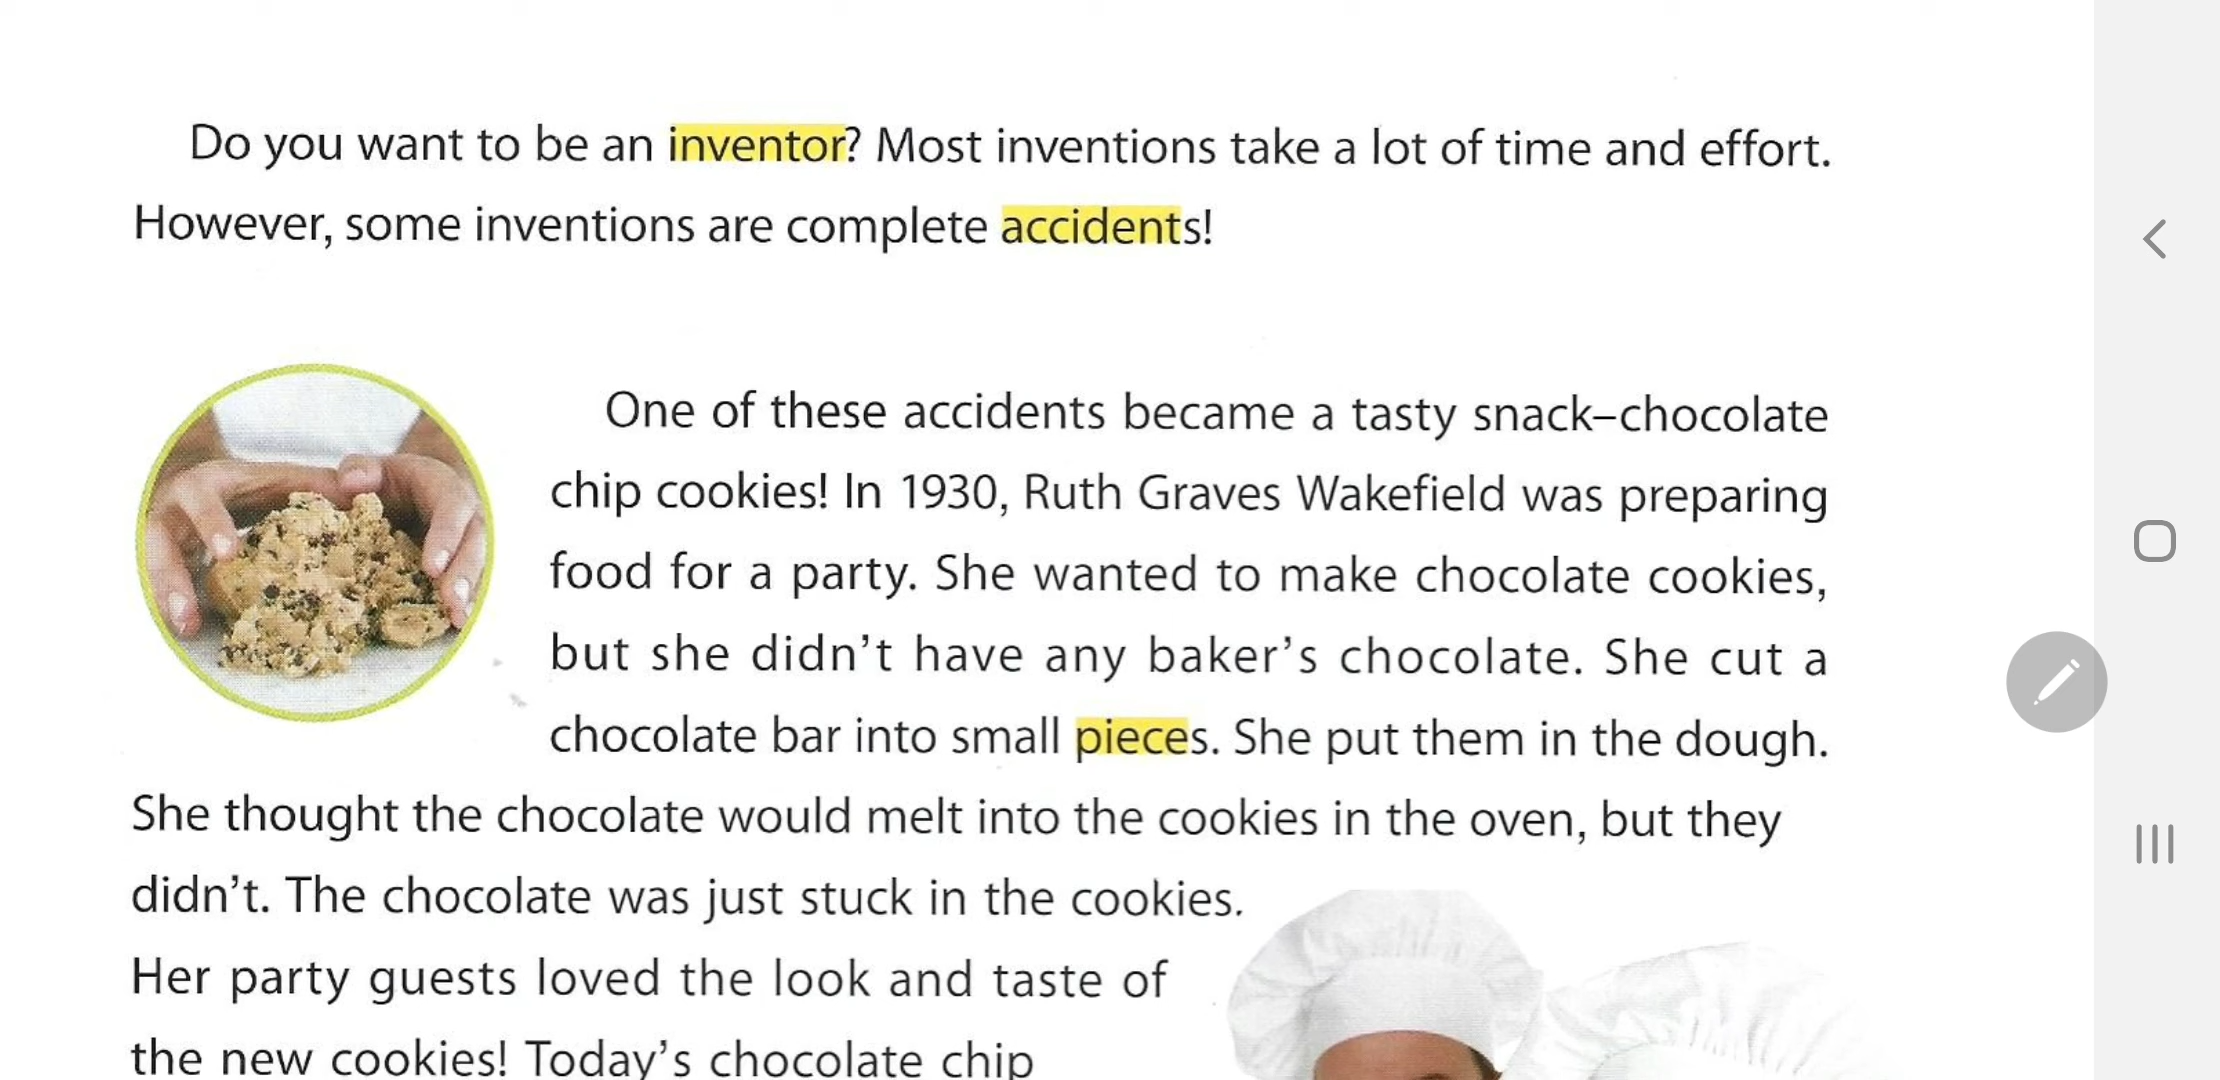 Do you want to be an inventor? Most inventions take a lot of time and effort.
However, some inventions are complete accidents!
One of these accidents became a tasty snack–chocolate
chip cookies! In 1930, Ruth Graves Wakefield was preparing
food for a party. She wanted to make chocolate cookies,
but she didn't have any baker's chocolate. She cut a
chocolate bar into small pieces. She put them in the dough.
She thought the chocolate would melt into the cookies in the oven, but they
didn't. The chocolate was just stuck in the cookies.
Her party guests loved the look and taste of
the new cookies! Today's chocolate chip